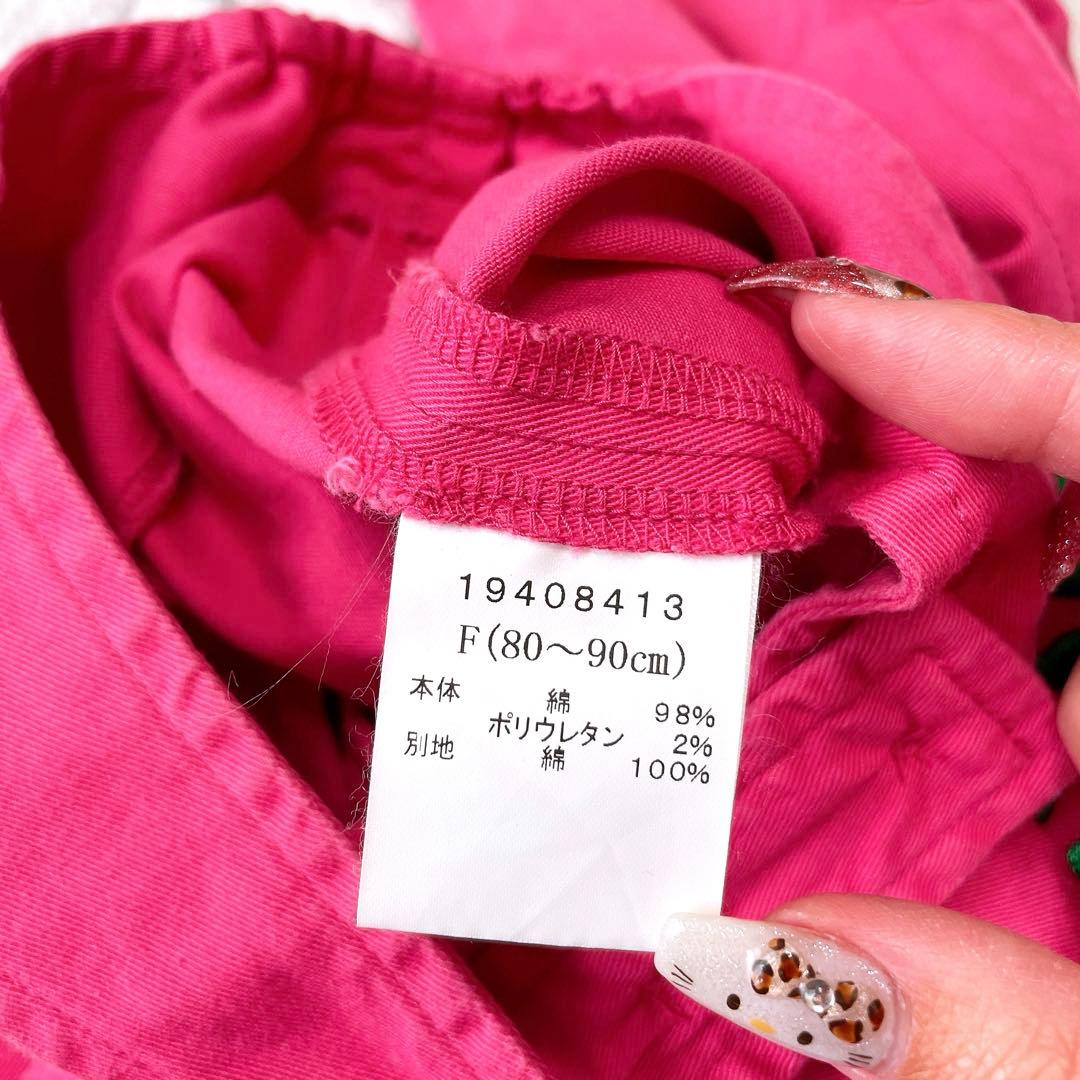 19408413
F(80～90cm)
本体 綿 98%
ポリウレタン 2%
別地 綿 100%